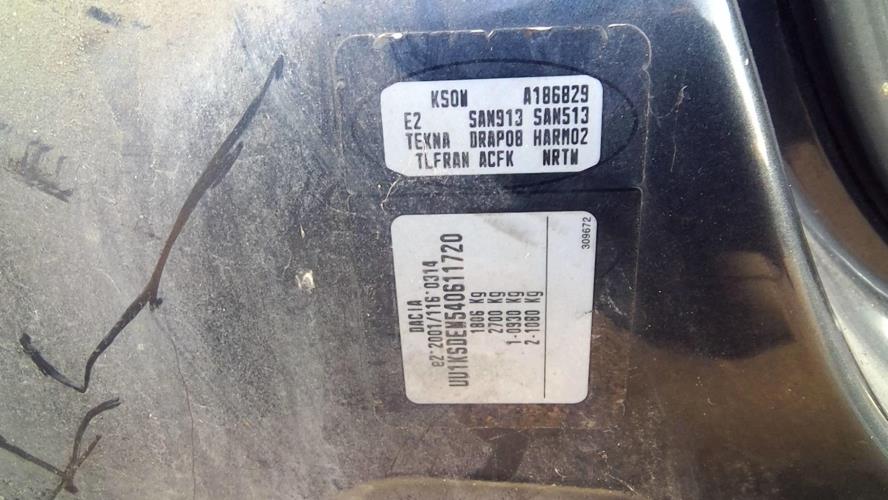 KS0W A186829
E2 SAN913 SAN513
TEKNA DRAP08 HARM02
TLFRAN ACFK NRTW
DACIA
e2*2001/116*0314
UU1KSDEW540611720
1806 Kg
2700 Kg
1-0930 Kg
2-1080 Kg
309672